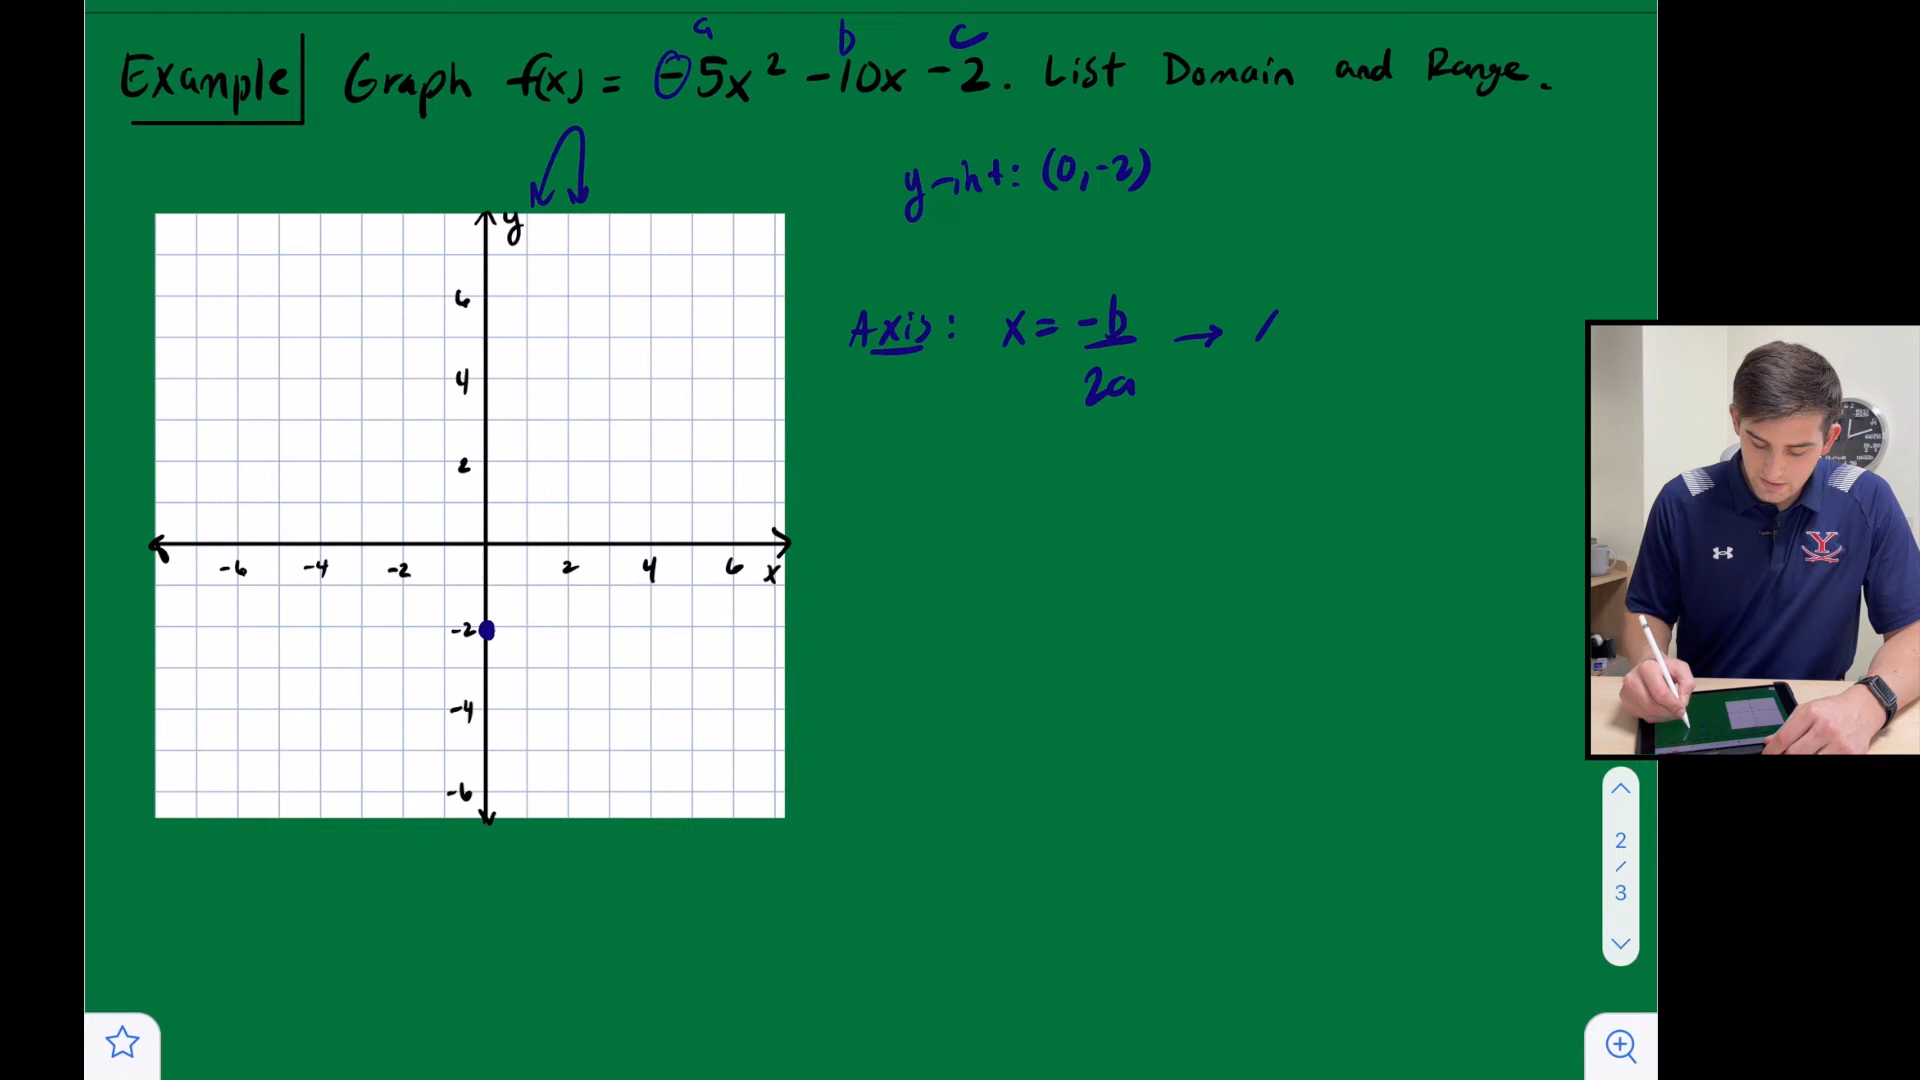 a b c
Example Graph f(x) = -5x² -10x -2. List Domain and Range.
y-int: (0,-2)
y
6
4
2
-6 -4 -2 2 4 6 x
-2
-4
-6
Axis: x = -b/2a →
Y
2
/
3